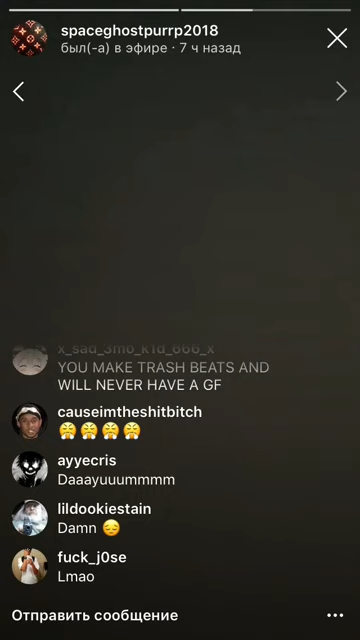 spaceghostpurrp2018
был(-а) в эфире · 7 ч назад
x_sad_3mo_k1d_666_x
YOU MAKE TRASH BEATS AND
WILL NEVER HAVE A GF
causeimtheshitbitch
😤😤😤😤
ayyecris
Daaayuuummmm
lildookiestain
Damn 😔
fuck_j0se
Lmao
Отправить сообщение